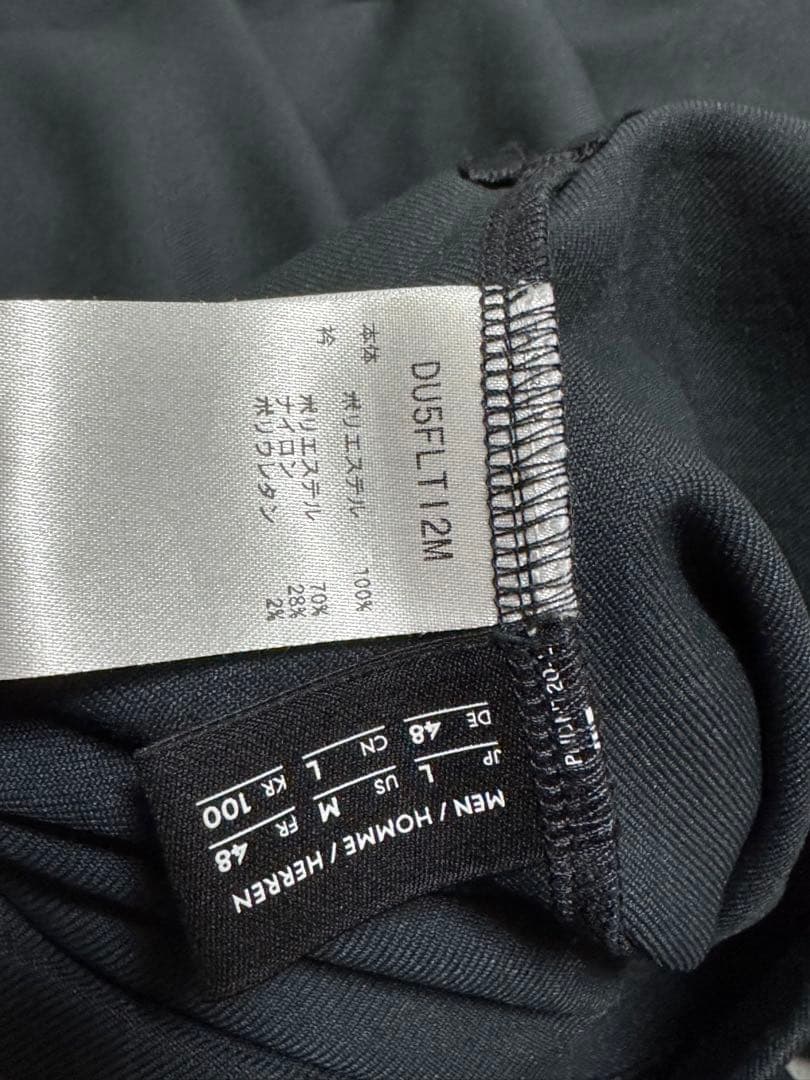 DU5FLT12M
本体 ポリエステル 100%
衿 ポリエステル 70%
ナイロン 28%
ポリウレタン 2%
MEN / HOMME / HERREN
JP L
US M
FR 48
DE 48
CN L
KR 100